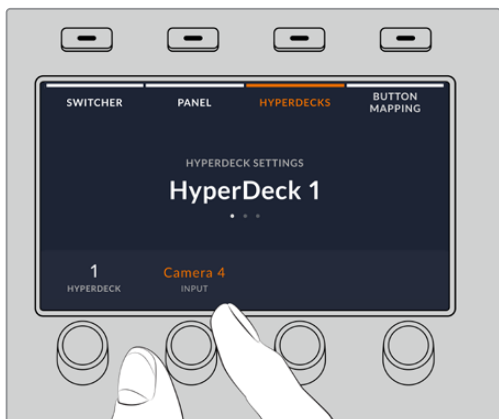 SWITCHER
PANEL
HYPERDECKS
BUTTON
MAPPING
HYPERDECK SETTINGS
HyperDeck 1
1
HYPERDECK
Camera 4
INPUT